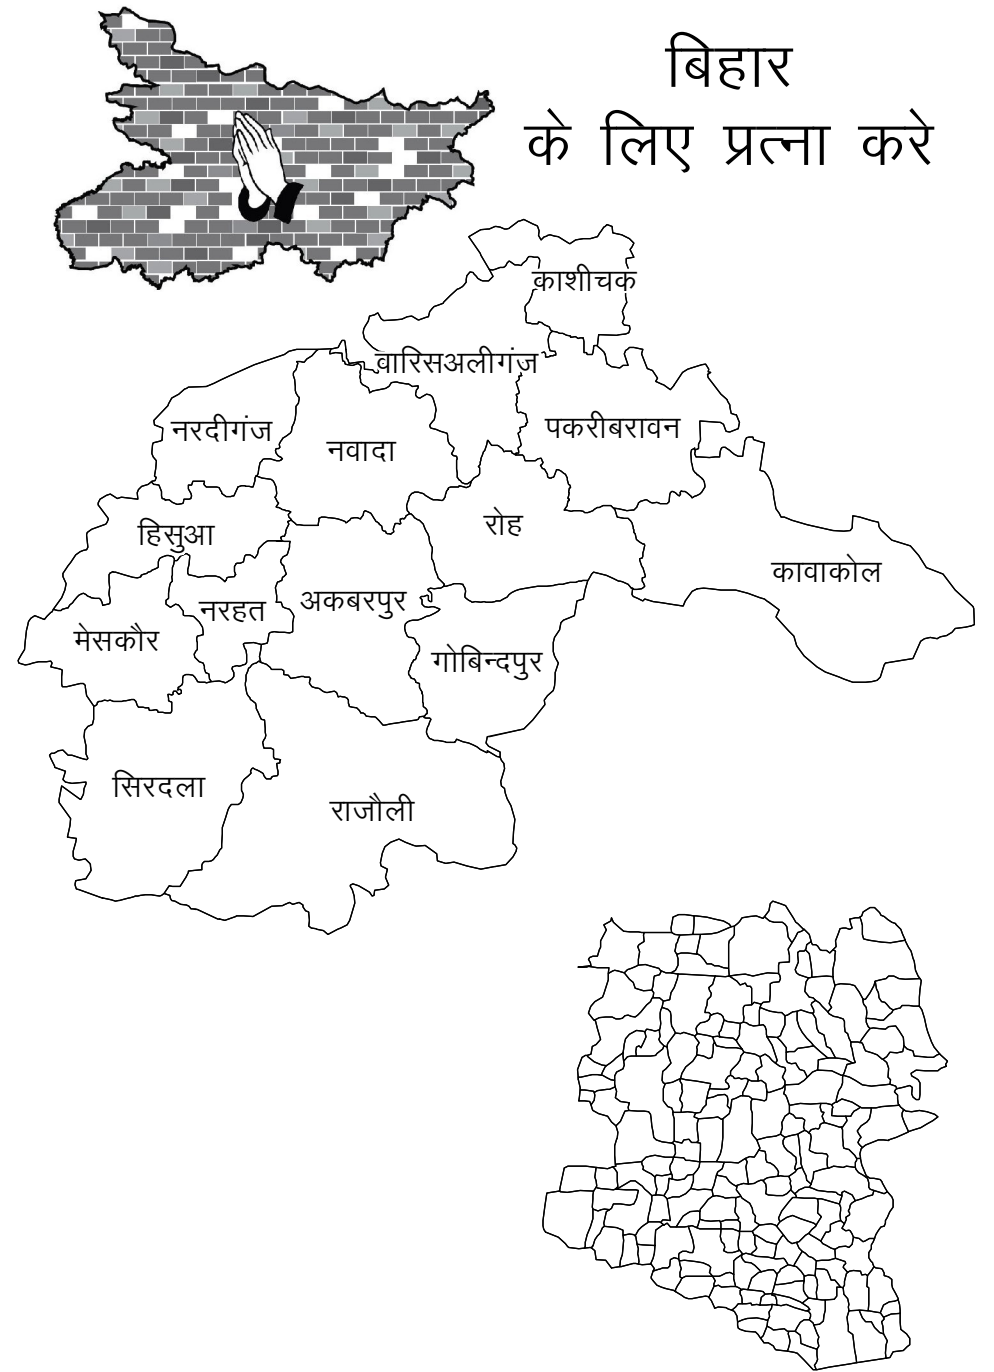 बिहार
के लिए प्रत्ना करे
काशीचक
वारिसअलीगंज
नरदीगंज
नवादा
पकरीबरावन
हिसुआ
रोह
कावाकोल
नरहत
अकबरपुर
मेसकौर
गोबिन्दपुर
सिरदला
राजौली